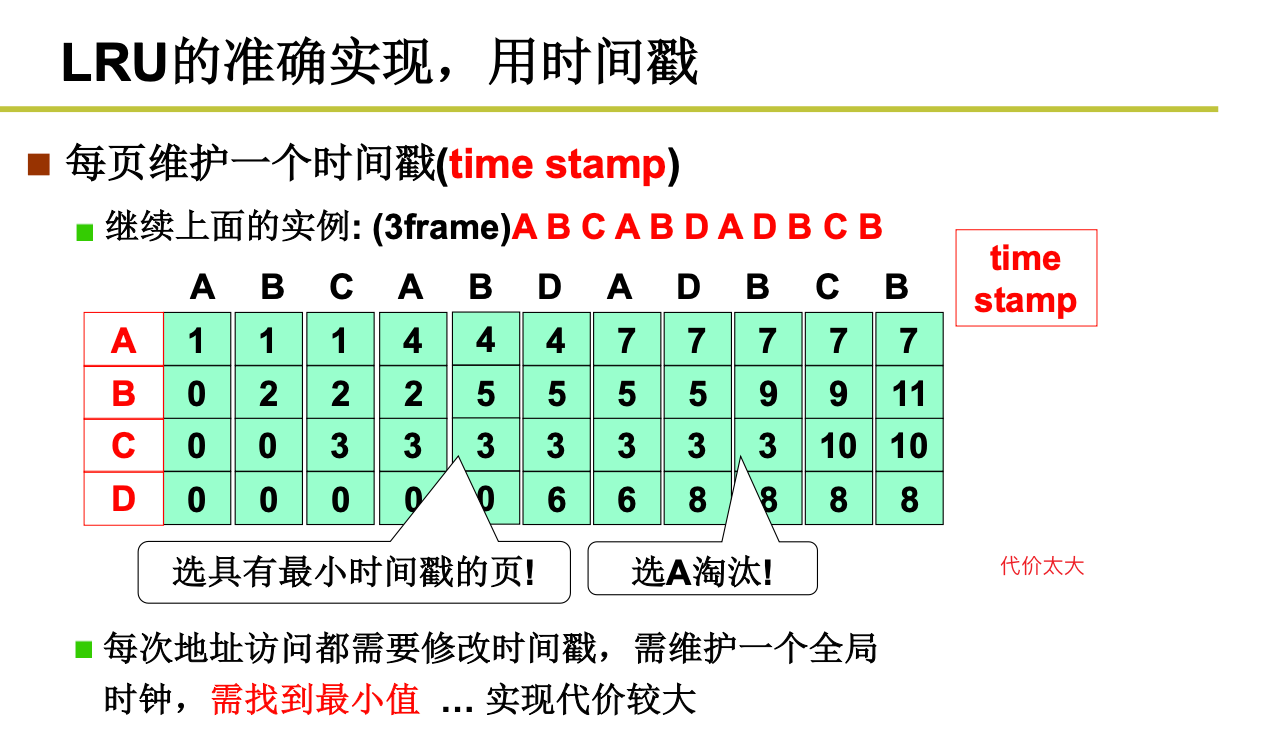 LRU的准确实现，用时间戳
每页维护一个时间戳(time stamp)
继续上面的实例: (3frame)A B C A B D A D B C B
time
stamp
A B C A B D A D B C B
A 1 1 1 4 4 4 7 7 7 7 7
B 0 2 2 2 5 5 5 5 9 9 11
C 0 0 3 3 3 3 3 3 3 10 10
D 0 0 0 0 0 6 6 8 8 8 8
选具有最小时间戳的页!
选A淘汰!
代价太大
每次地址访问都需要修改时间戳，需维护一个全局
时钟，需找到最小值 … 实现代价较大